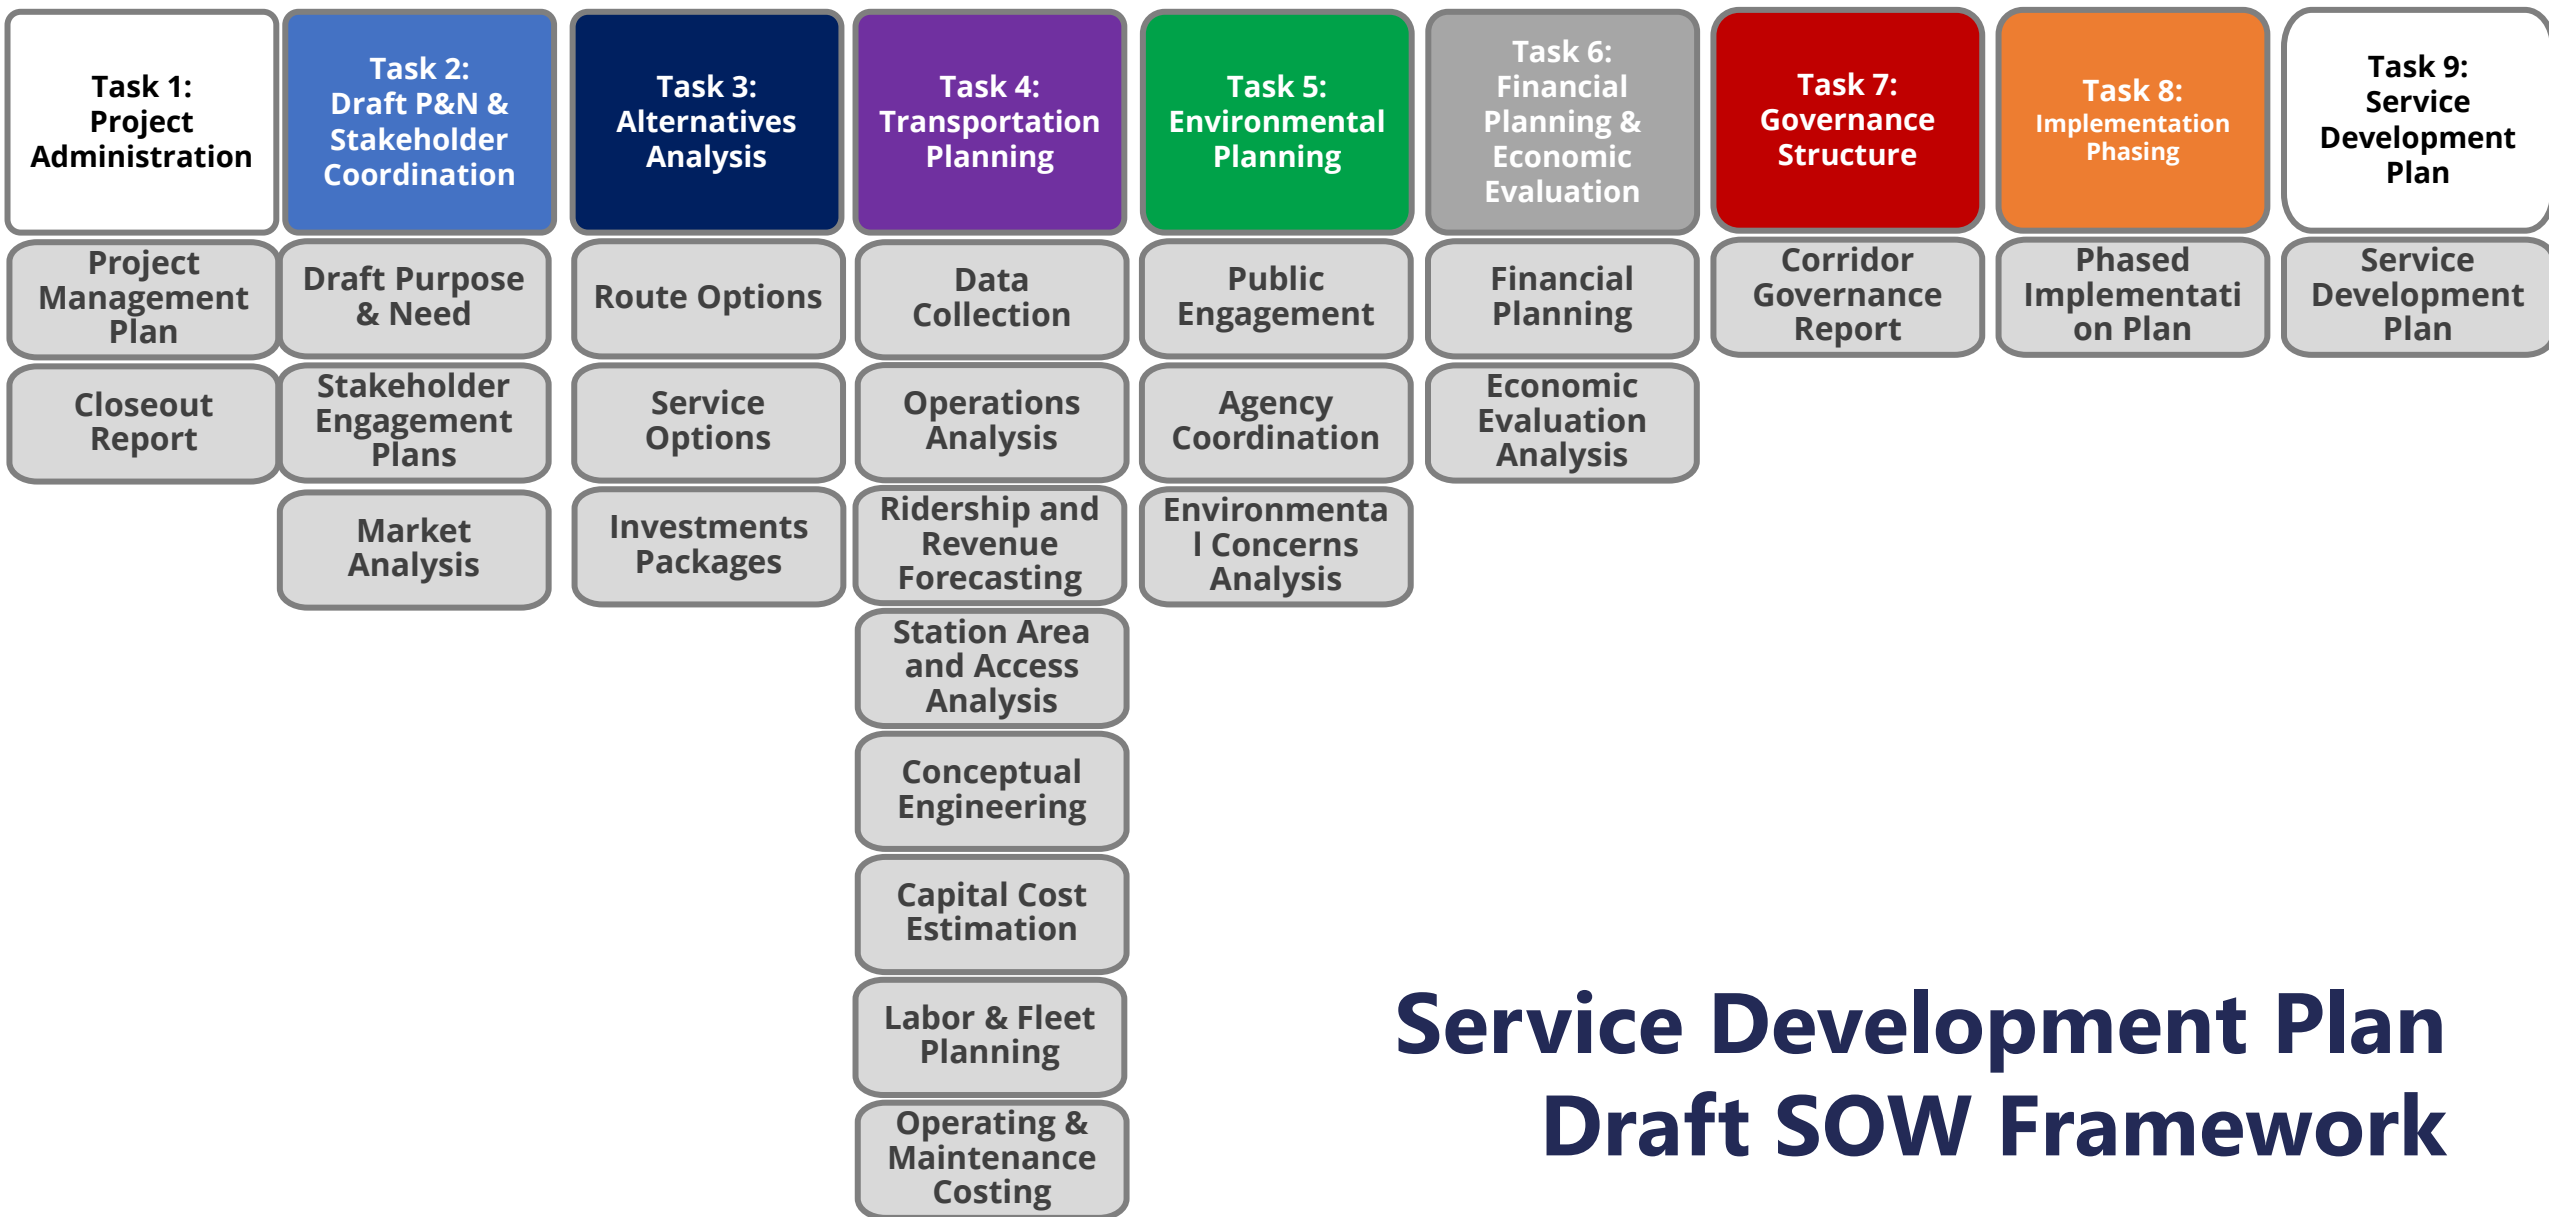 Task 1:
Project
Administration
Project
Management
Plan
Closeout
Report
Task 2:
Draft P&N &
Stakeholder
Coordination
Draft Purpose
& Need
Stakeholder
Engagement
Plans
Market
Analysis
Task 3:
Alternatives
Analysis
Route Options
Service
Options
Investments
Packages
Task 4:
Transportation
Planning
Data
Collection
Operations
Analysis
Ridership and
Revenue
Forecasting
Station Area
and Access
Analysis
Conceptual
Engineering
Capital Cost
Estimation
Labor & Fleet
Planning
Operating &
Maintenance
Costing
Task 5:
Environmental
Planning
Public
Engagement
Agency
Coordination
Environmenta
l Concerns
Analysis
Task 6:
Financial
Planning &
Economic
Evaluation
Financial
Planning
Economic
Evaluation
Analysis
Task 7:
Governance
Structure
Corridor
Governance
Report
Task 8:
Implementation
Phasing
Phased
Implementati
on Plan
Task 9:
Service
Development
Plan
Service
Development
Plan
Service Development Plan
Draft SOW Framework